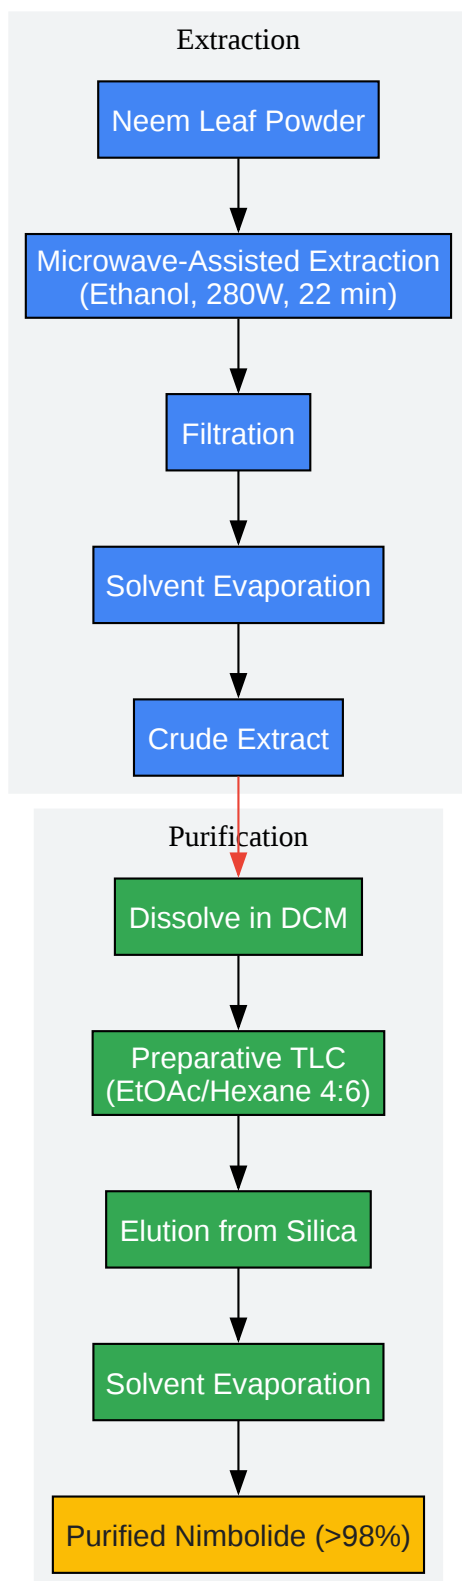 Extraction
Neem Leaf Powder
Microwave-Assisted Extraction
(Ethanol, 280W, 22 min)
Filtration
Solvent Evaporation
Crude Extract
Purification
Dissolve in DCM
Preparative TLC
(EtOAc/Hexane 4:6)
Elution from Silica
Solvent Evaporation
Purified Nimbolide (>98%)